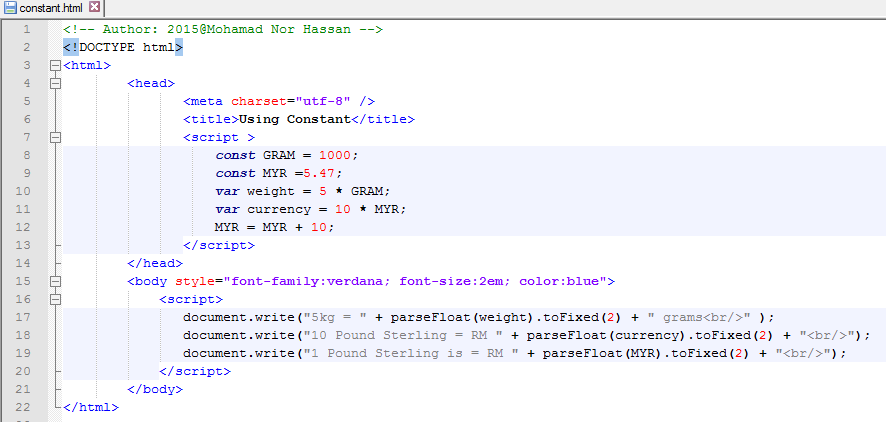 constant.html
1 <!-- Author: 2015@Mohamad Nor Hassan -->
2 <!DOCTYPE html>
3 <html>
4 <head>
5 <meta charset="utf-8" />
6 <title>Using Constant</title>
7 <script >
8 const GRAM = 1000;
9 const MYR =5.47;
10 var weight = 5 * GRAM;
11 var currency = 10 * MYR;
12 MYR = MYR + 10;
13 </script>
14 </head>
15 <body style="font-family:verdana; font-size:2em; color:blue">
16 <script>
17 document.write("5kg = " + parseFloat(weight).toFixed(2) + " grams<br/>" );
18 document.write("10 Pound Sterling = RM " + parseFloat(currency).toFixed(2) + "<br/>");
19 document.write("1 Pound Sterling is = RM " + parseFloat(MYR).toFixed(2) + "<br/>");
20 </script>
21 </body>
22 </html>